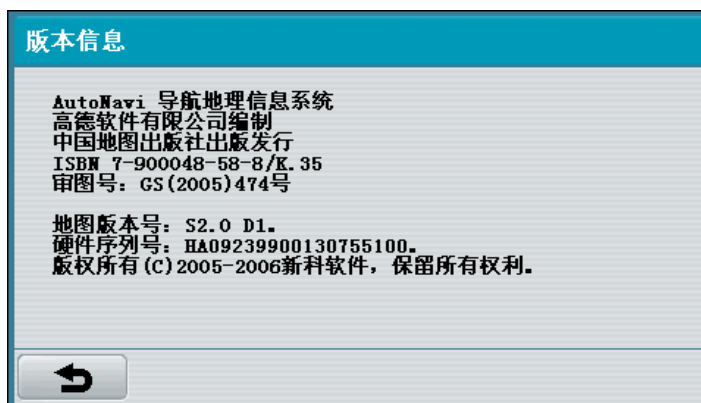 版本信息
AutoNavi 导航地理信息系统
高德软件有限公司编制
中国地图出版社出版发行
ISBN 7-900048-58-8/K.35
审图号：GS(2005)474号
地图版本号：S2.0 D1。
硬件序列号：HA09239900130755100。
版权所有(C)2005-2006新科软件，保留所有权利。